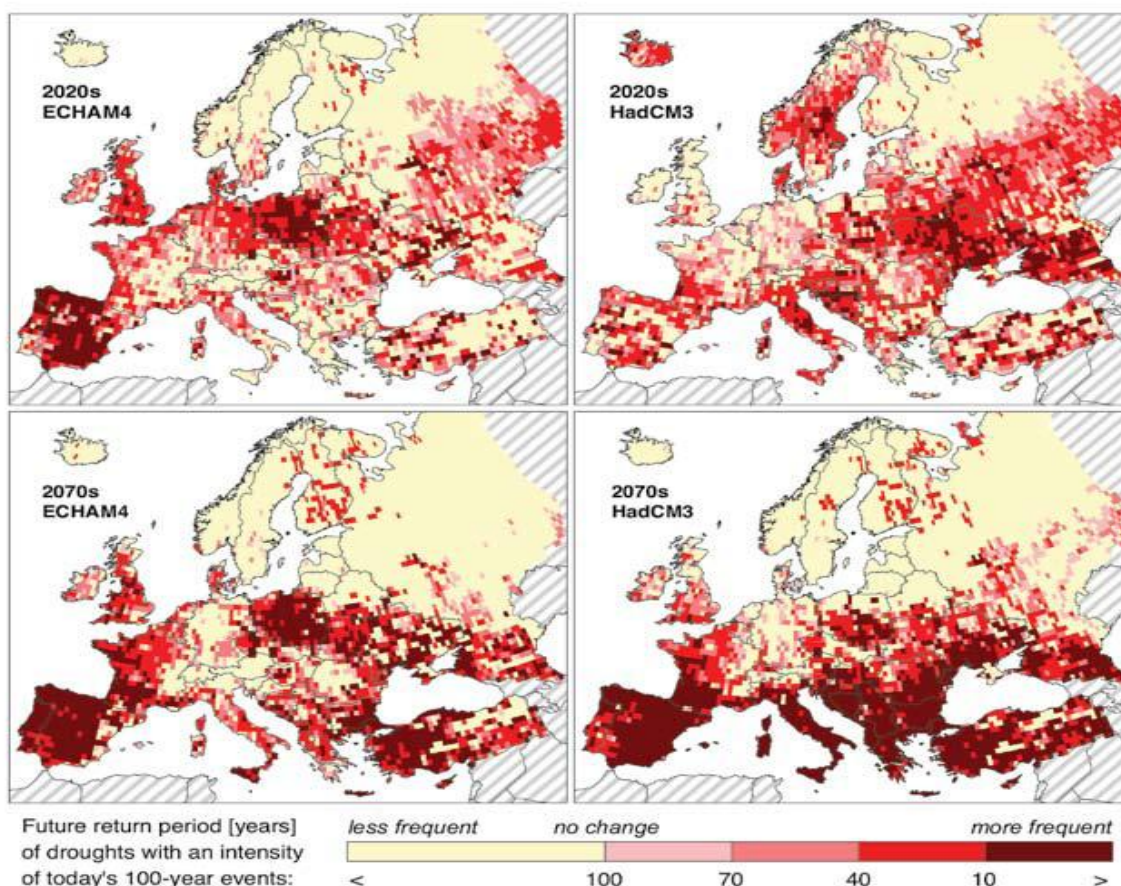 2020s
ECHAM4
2020s
HadCM3
2070s
ECHAM4
2070s
HadCM3
Future return period [years]
of droughts with an intensity
of today's 100-year events:
less frequent no change more frequent
< 100 70 40 10 >